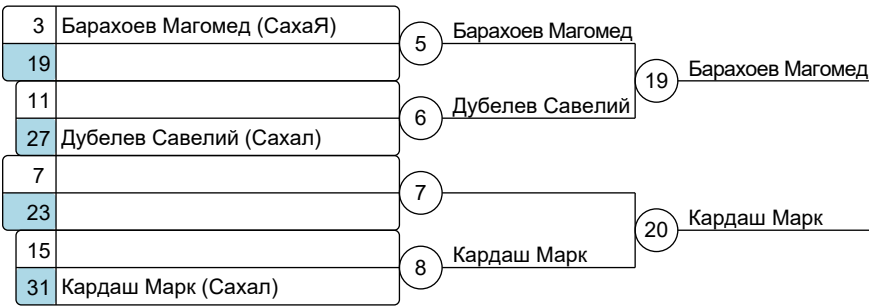 3 Барахоев Магомед (СахаЯ)
5 Барахоев Магомед
19
19 Барахоев Магомед
11
6 Дубелев Савелий
27 Дубелев Савелий (Сахал)
7
7
23
20 Кардаш Марк
15
8 Кардаш Марк
31 Кардаш Марк (Сахал)